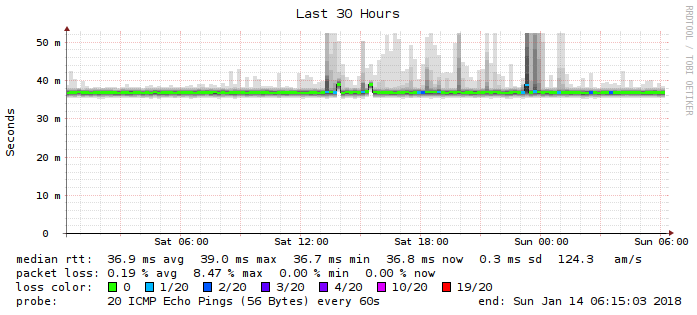 Last 30 Hours
RRDTOOL / TOBI OETIKER
Seconds
50 m
40 m
30 m
20 m
10 m
0
Sat 06:00 Sat 12:00 Sat 18:00 Sun 00:00 Sun 06:00
median rtt: 36.9 ms avg 39.0 ms max 36.7 ms min 36.8 ms now 0.3 ms sd 124.3 am/s
packet loss: 0.19 % avg 8.47 % max 0.00 % min 0.00 % now
loss color: 0 1/20 2/20 3/20 4/20 10/20 19/20
probe: 20 ICMP Echo Pings (56 Bytes) every 60s end: Sun Jan 14 06:15:03 2018